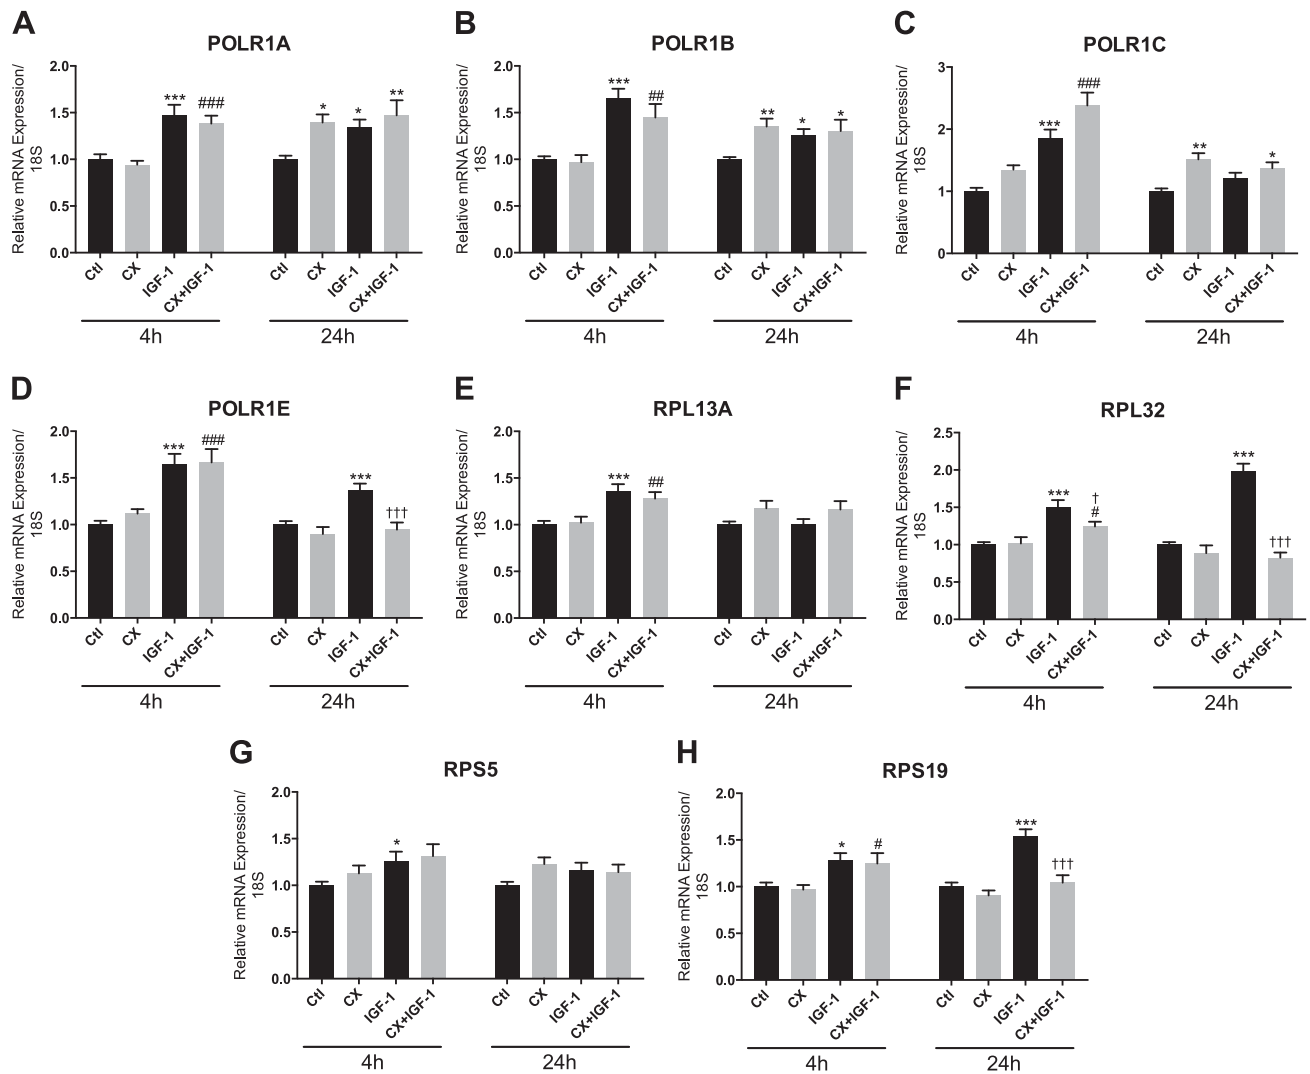 A
POLR1A
Relative mRNA Expression/
18S
2.0
1.5
1.0
0.5
0.0
***
###
*
*
**
Ctl
CX
IGF-1
CX+IGF-1
Ctl
CX
IGF-1
CX+IGF-1
4h
24h
B
POLR1B
Relative mRNA Expression/
18S
2.0
1.5
1.0
0.5
0.0
***
##
**
*
*
Ctl
CX
IGF-1
CX+IGF-1
Ctl
CX
IGF-1
CX+IGF-1
4h
24h
C
POLR1C
Relative mRNA Expression/
18S
3
2
1
0
***
###
**
*
Ctl
CX
IGF-1
CX+IGF-1
Ctl
CX
IGF-1
CX+IGF-1
4h
24h
D
POLR1E
Relative mRNA Expression/
18S
2.0
1.5
1.0
0.5
0.0
***
###
***
†††
Ctl
CX
IGF-1
CX+IGF-1
Ctl
CX
IGF-1
CX+IGF-1
4h
24h
E
RPL13A
Relative mRNA Expression/
18S
2.0
1.5
1.0
0.5
0.0
***
##
Ctl
CX
IGF-1
CX+IGF-1
Ctl
CX
IGF-1
CX+IGF-1
4h
24h
F
RPL32
Relative mRNA Expression/
18S
2.5
2.0
1.5
1.0
0.5
0.0
***
†
#
***
†††
Ctl
CX
IGF-1
CX+IGF-1
Ctl
CX
IGF-1
CX+IGF-1
4h
24h
G
RPS5
Relative mRNA Expression/
18S
2.0
1.5
1.0
0.5
0.0
*
Ctl
CX
IGF-1
CX+IGF-1
Ctl
CX
IGF-1
CX+IGF-1
4h
24h
H
RPS19
Relative mRNA Expression/
18S
2.0
1.5
1.0
0.5
0.0
*
#
***
†††
Ctl
CX
IGF-1
CX+IGF-1
Ctl
CX
IGF-1
CX+IGF-1
4h
24h